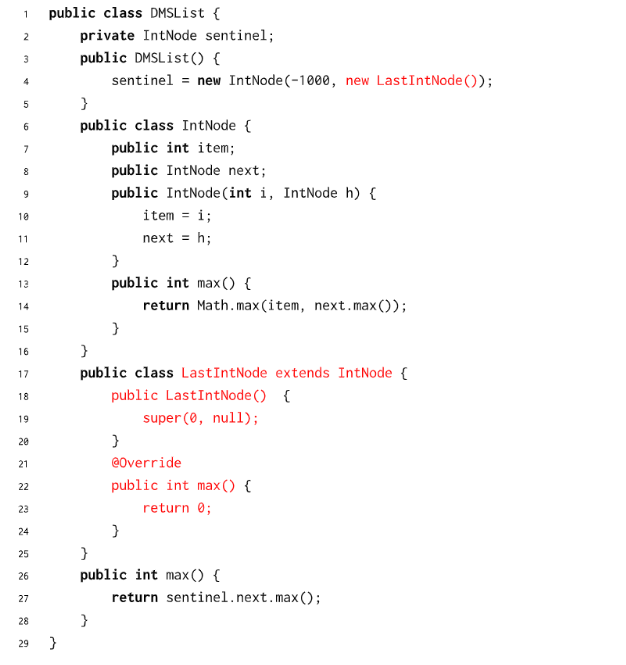 1 public class DMSList {
2     private IntNode sentinel;
3     public DMSList() {
4         sentinel = new IntNode(-1000, new LastIntNode());
5     }
6     public class IntNode {
7         public int item;
8         public IntNode next;
9         public IntNode(int i, IntNode h) {
10             item = i;
11             next = h;
12         }
13         public int max() {
14             return Math.max(item, next.max());
15         }
16     }
17     public class LastIntNode extends IntNode {
18         public LastIntNode()  {
19             super(0, null);
20         }
21         @Override
22         public int max() {
23             return 0;
24         }
25     }
26     public int max() {
27         return sentinel.next.max();
28     }
29 }